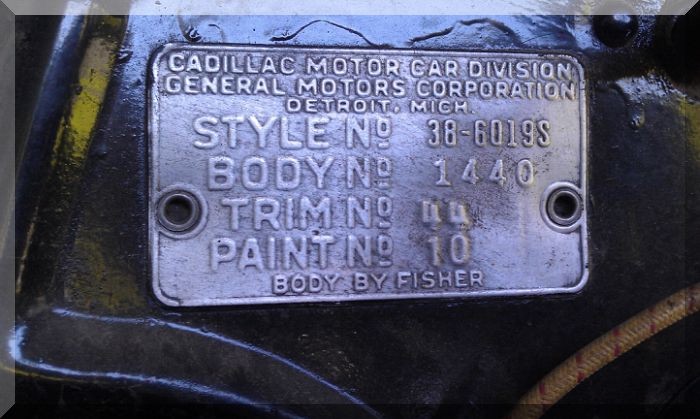 CADILLAC MOTOR CAR DIVISION
GENERAL MOTORS CORPORATION
DETROIT, MICH.
STYLE Nº 38-6019S
BODY Nº 1440
TRIM Nº 44
PAINT Nº 10
BODY BY FISHER